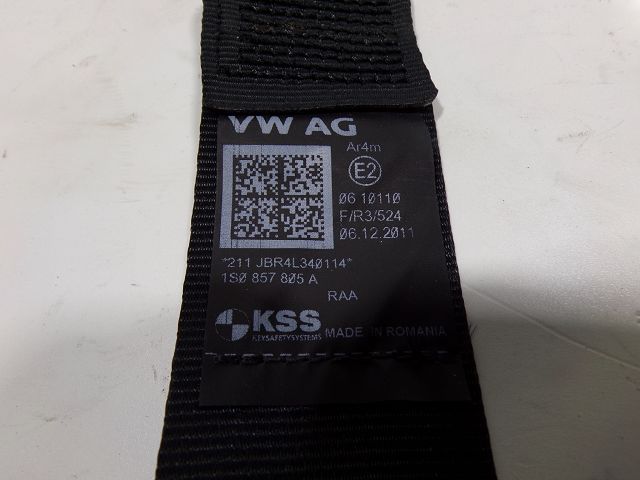 VW AG
Ar4m
E2
06 10110
F/R3/524
06.12.2011
*211 JBR4L340114*
1S0 857 805 A
RAA
KSS
KEYSAFETYSYSTEMS
MADE IN ROMANIA